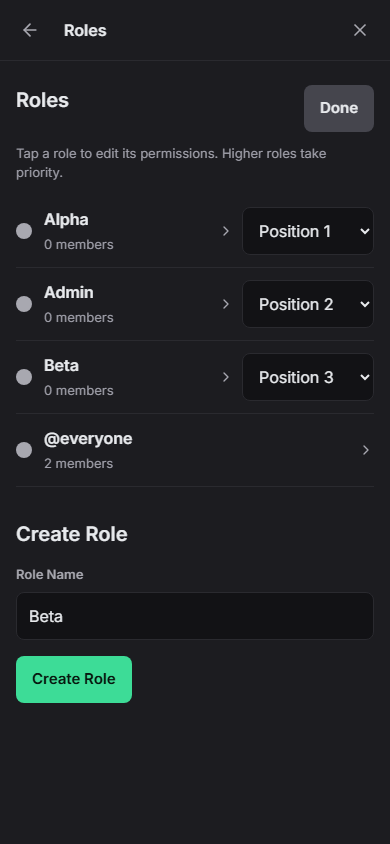 Roles
Roles
Done
Tap a role to edit its permissions. Higher roles take
priority.
Alpha
0 members
Position 1
Admin
0 members
Position 2
Beta
0 members
Position 3
@everyone
2 members
Create Role
Role Name
Beta
Create Role